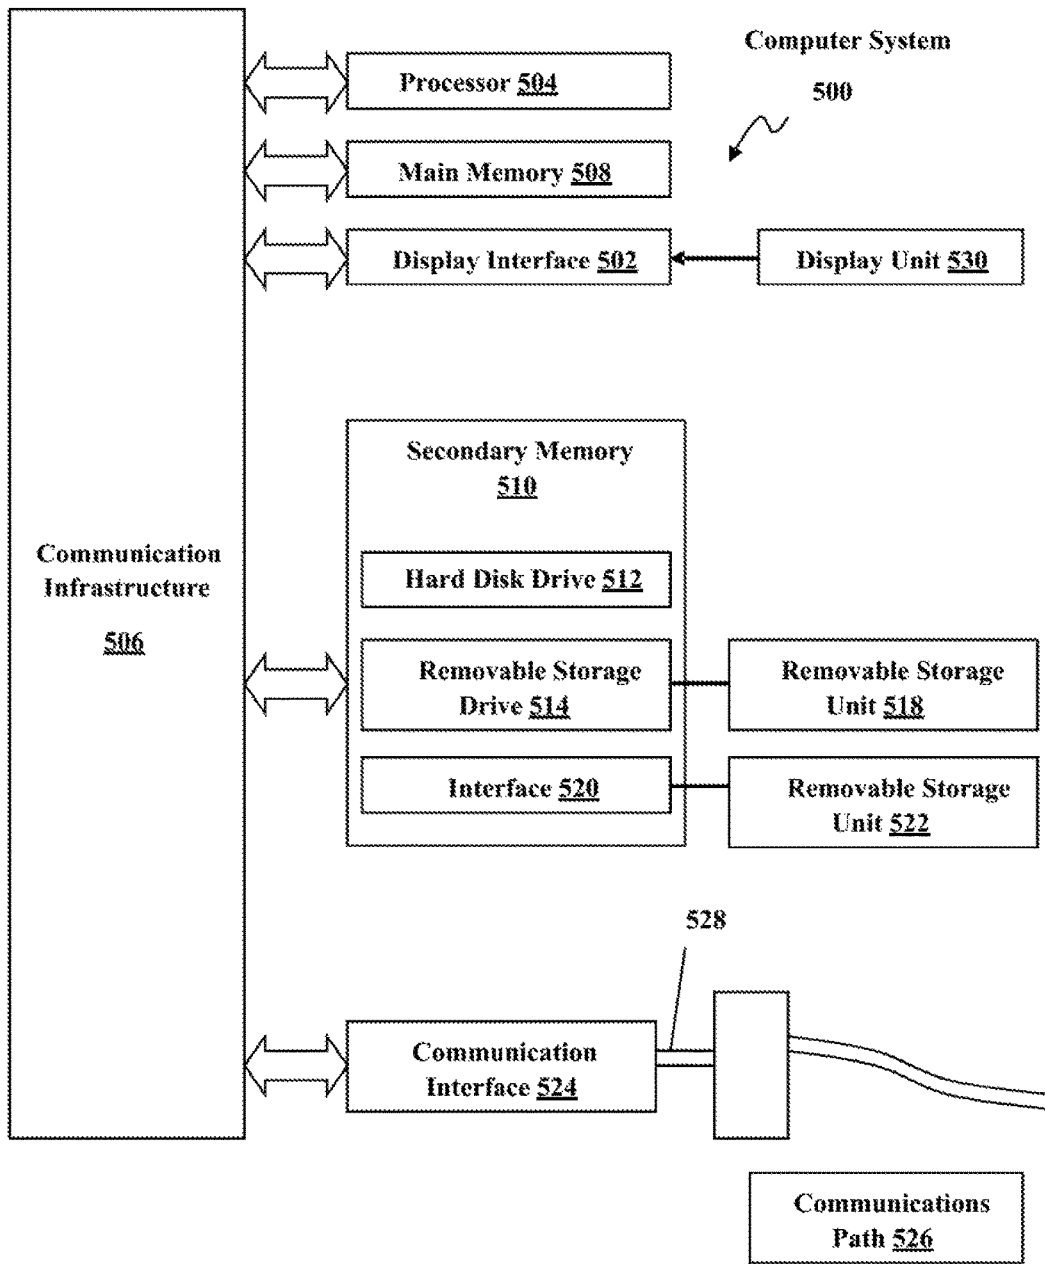 Computer System
500
Processor 504
Main Memory 508
Display Interface 502
Display Unit 530
Secondary Memory
510
Communication
Infrastructure
506
Hard Disk Drive 512
Removable Storage
Drive 514
Removable Storage
Unit 518
Interface 520
Removable Storage
Unit 522
528
Communication
Interface 524
Communications
Path 526